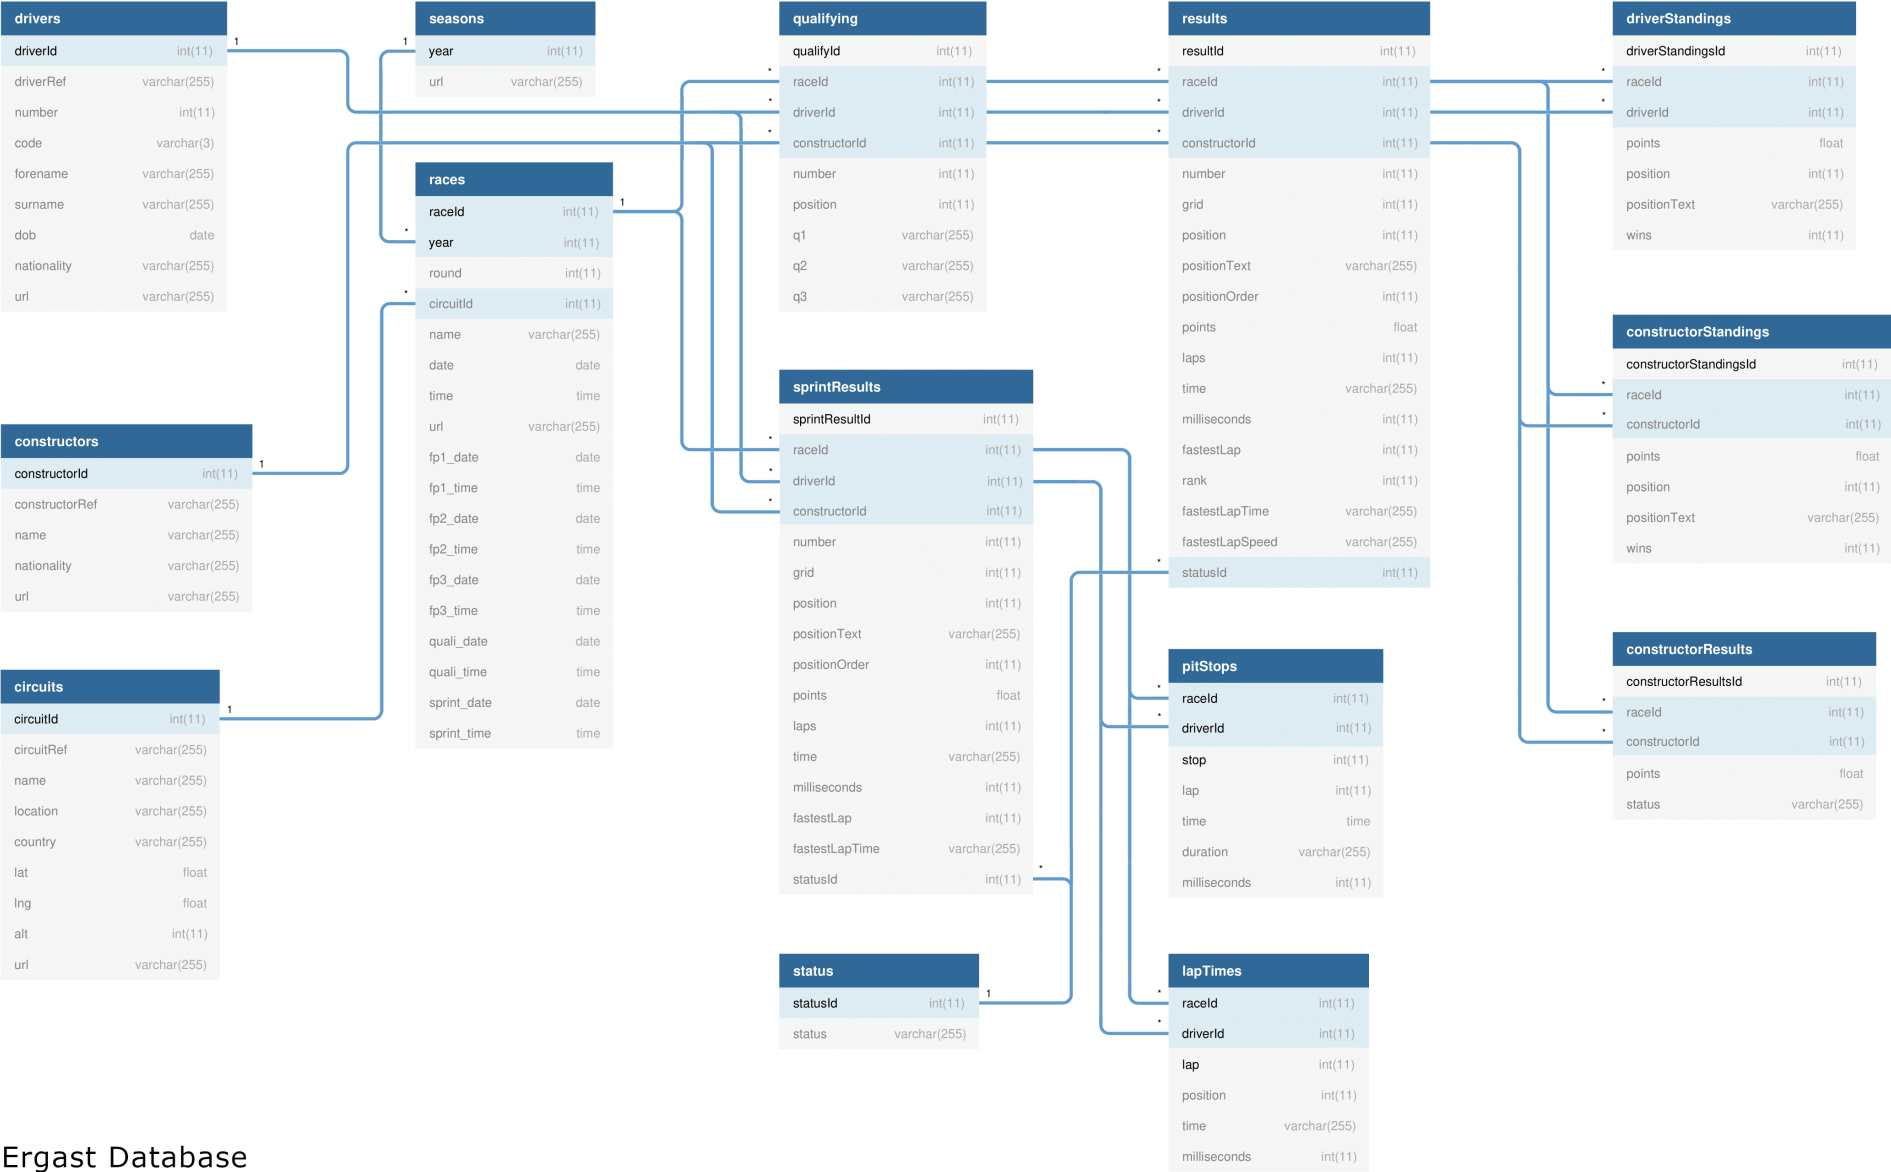 drivers
driverId int(11)
driverRef varchar(255)
number int(11)
code varchar(3)
forename varchar(255)
surname varchar(255)
dob date
nationality varchar(255)
url varchar(255)
1
constructors
constructorId int(11)
constructorRef varchar(255)
name varchar(255)
nationality varchar(255)
url varchar(255)
1
circuits
circuitId int(11)
circuitRef varchar(255)
name varchar(255)
location varchar(255)
country varchar(255)
lat float
lng float
alt int(11)
url varchar(255)
1
seasons
1
year int(11)
url varchar(255)
races
raceId int(11)
1
*
year int(11)
round int(11)
*
circuitId int(11)
name varchar(255)
date date
time time
url varchar(255)
fp1_date date
fp1_time time
fp2_date date
fp2_time time
fp3_date date
fp3_time time
quali_date date
quali_time time
sprint_date date
sprint_time time
qualifying
qualifyId int(11)
*
raceId int(11)
*
driverId int(11)
*
constructorId int(11)
number int(11)
position int(11)
q1 varchar(255)
q2 varchar(255)
q3 varchar(255)
sprintResults
sprintResultId int(11)
*
raceId int(11)
*
driverId int(11)
*
constructorId int(11)
number int(11)
grid int(11)
position int(11)
positionText varchar(255)
positionOrder int(11)
points float
laps int(11)
time varchar(255)
milliseconds int(11)
fastestLap int(11)
fastestLapTime varchar(255)
*
statusId int(11)
status
statusId int(11)
1
status varchar(255)
results
resultId int(11)
*
raceId int(11)
*
driverId int(11)
*
constructorId int(11)
number int(11)
grid int(11)
position int(11)
positionText varchar(255)
positionOrder int(11)
points float
laps int(11)
time varchar(255)
milliseconds int(11)
fastestLap int(11)
rank int(11)
fastestLapTime varchar(255)
fastestLapSpeed varchar(255)
*
statusId int(11)
pitStops
*
raceId int(11)
*
driverId int(11)
stop int(11)
lap int(11)
time time
duration varchar(255)
milliseconds int(11)
lapTimes
*
raceId int(11)
*
driverId int(11)
lap int(11)
position int(11)
time varchar(255)
milliseconds int(11)
driverStandings
driverStandingsId int(11)
*
raceId int(11)
*
driverId int(11)
points float
position int(11)
positionText varchar(255)
wins int(11)
constructorStandings
constructorStandingsId int(11)
*
raceId int(11)
*
constructorId int(11)
points float
position int(11)
positionText varchar(255)
wins int(11)
constructorResults
constructorResultsId int(11)
*
raceId int(11)
*
constructorId int(11)
points float
status varchar(255)
Ergast Database